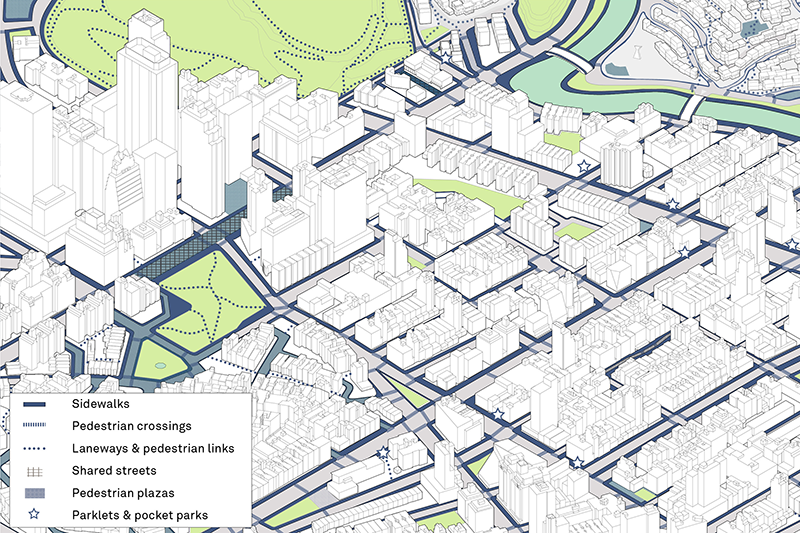 Sidewalks
Pedestrian crossings
Laneways & pedestrian links
Shared streets
Pedestrian plazas
Parklets & pocket parks